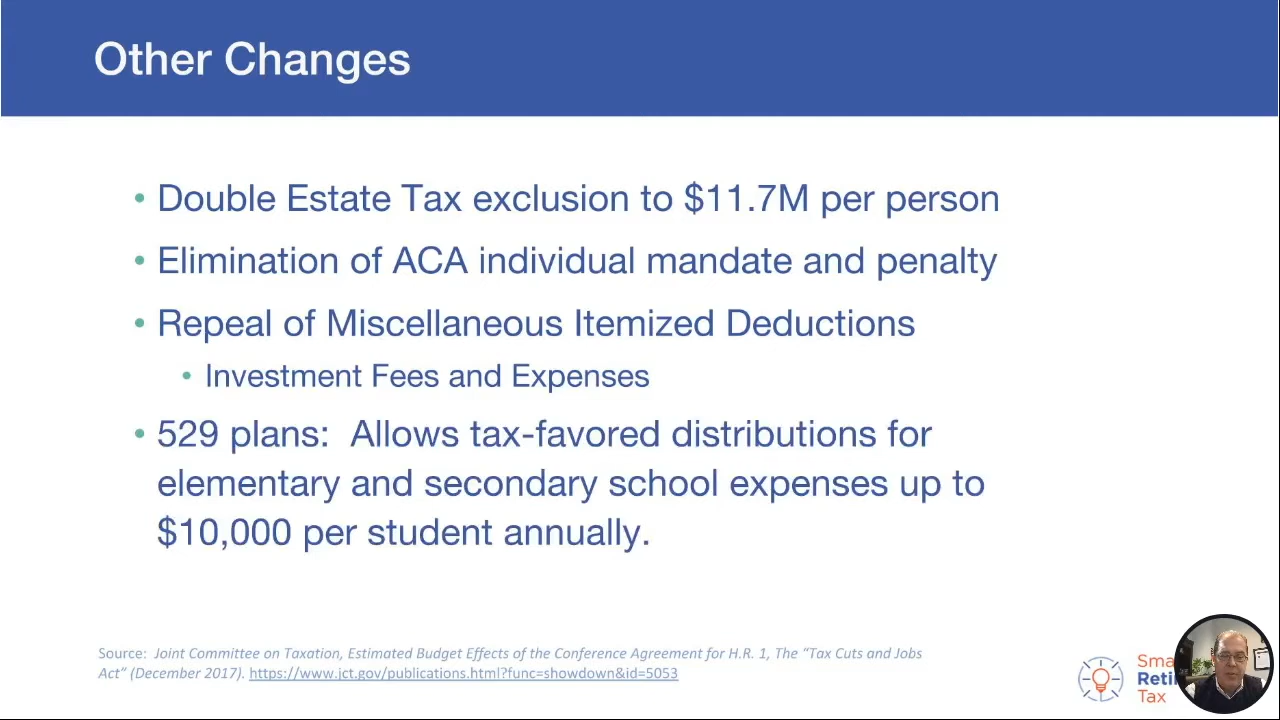 Other Changes
• Double Estate Tax exclusion to $11.7M per person
• Elimination of ACA individual mandate and penalty
• Repeal of Miscellaneous Itemized Deductions
• Investment Fees and Expenses
• 529 plans:  Allows tax-favored distributions for
elementary and secondary school expenses up to
$10,000 per student annually.
Source:  Joint Committee on Taxation, Estimated Budget Effects of the Conference Agreement for H.R. 1, The “Tax Cuts and Jobs
Act” (December 2017). https://www.jct.gov/publications.html?func=showdown&id=5053
Tax